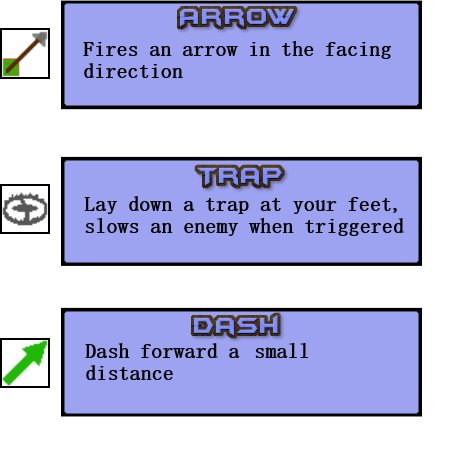 ARROW
Fires an arrow in the facing
direction
TRAP
Lay down a trap at your feet,
slows an enemy when triggered
DASH
Dash forward a small
distance